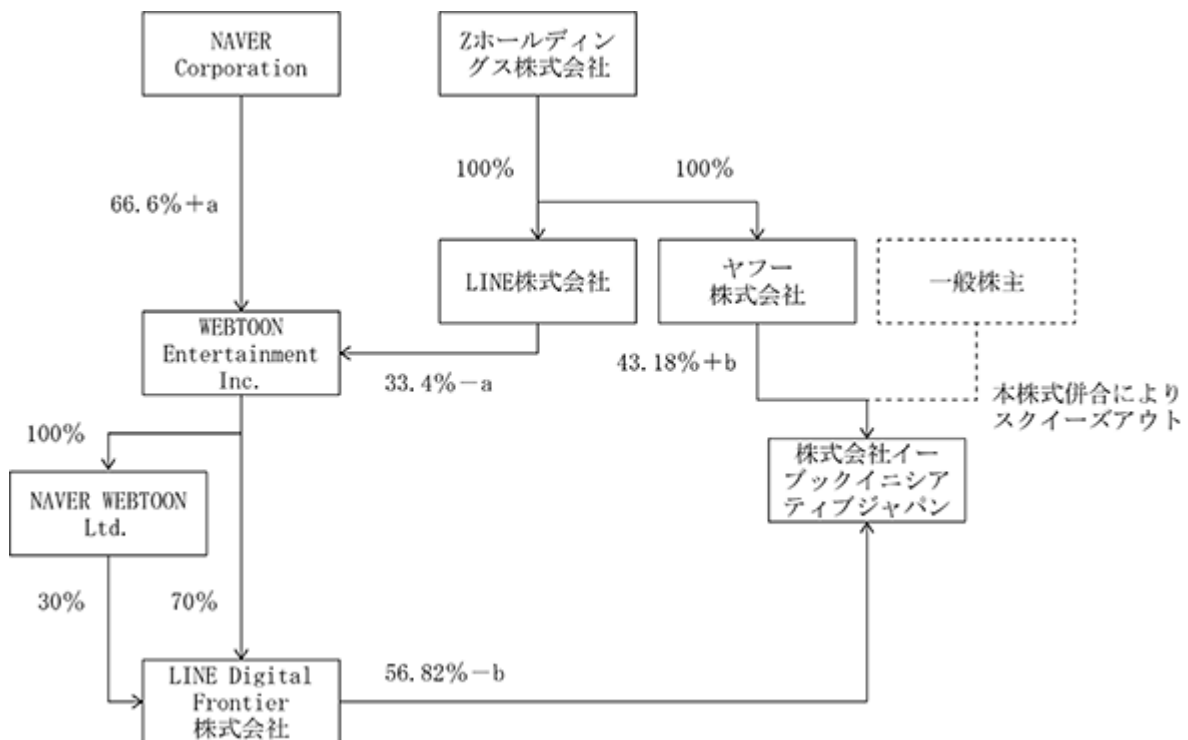 NAVER
Corporation
Zホールディン
グス株式会社
100%
100%
66.6%+a
LINE株式会社
ヤフー
株式会社
一般株主
WEBTOON
Entertainment
Inc.
33.4%-a
43.18%+b
本株式併合により
スクイーズアウト
100%
株式会社イー
ブックイニシア
ティブジャパン
NAVER WEBTOON
Ltd.
30%
70%
LINE Digital
Frontier
株式会社
56.82%-b